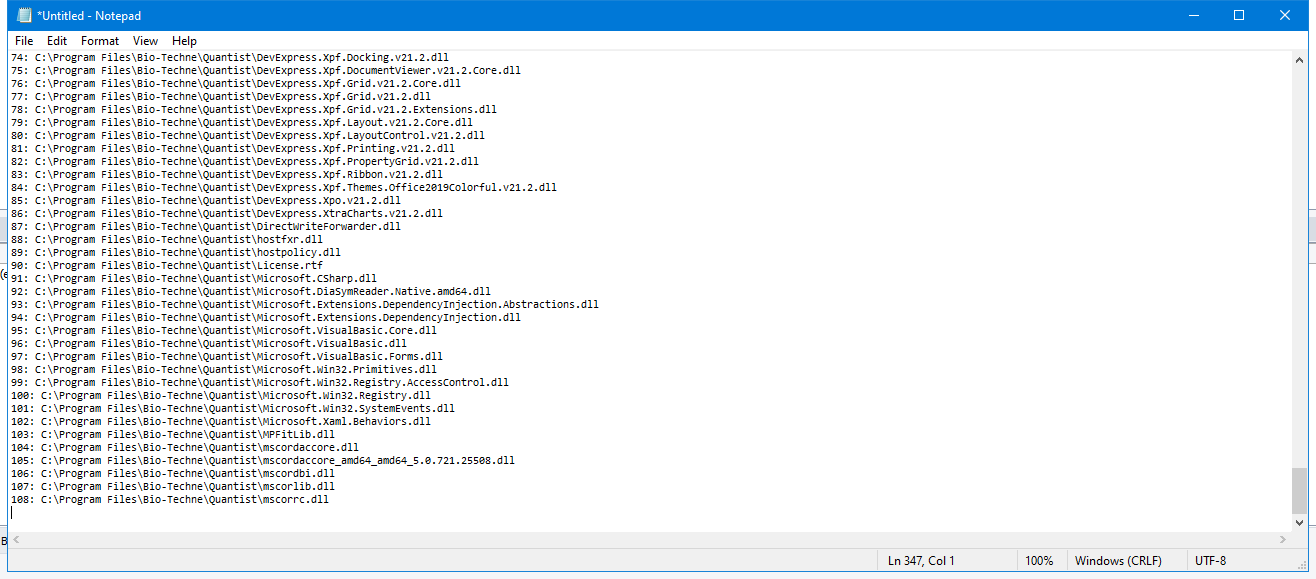 *Untitled - Notepad
File Edit Format View Help
74: C:\Program Files\Bio-Techne\Quantist\DevExpress.Xpf.Docking.v21.2.dll
75: C:\Program Files\Bio-Techne\Quantist\DevExpress.Xpf.DocumentViewer.v21.2.Core.dll
76: C:\Program Files\Bio-Techne\Quantist\DevExpress.Xpf.Grid.v21.2.Core.dll
77: C:\Program Files\Bio-Techne\Quantist\DevExpress.Xpf.Grid.v21.2.dll
78: C:\Program Files\Bio-Techne\Quantist\DevExpress.Xpf.Grid.v21.2.Extensions.dll
79: C:\Program Files\Bio-Techne\Quantist\DevExpress.Xpf.Layout.v21.2.Core.dll
80: C:\Program Files\Bio-Techne\Quantist\DevExpress.Xpf.LayoutControl.v21.2.dll
81: C:\Program Files\Bio-Techne\Quantist\DevExpress.Xpf.Printing.v21.2.dll
82: C:\Program Files\Bio-Techne\Quantist\DevExpress.Xpf.PropertyGrid.v21.2.dll
83: C:\Program Files\Bio-Techne\Quantist\DevExpress.Xpf.Ribbon.v21.2.dll
84: C:\Program Files\Bio-Techne\Quantist\DevExpress.Xpf.Themes.Office2019Colorful.v21.2.dll
85: C:\Program Files\Bio-Techne\Quantist\DevExpress.Xpo.v21.2.dll
86: C:\Program Files\Bio-Techne\Quantist\DevExpress.XtraCharts.v21.2.dll
87: C:\Program Files\Bio-Techne\Quantist\DirectWriteForwarder.dll
88: C:\Program Files\Bio-Techne\Quantist\hostfxr.dll
89: C:\Program Files\Bio-Techne\Quantist\hostpolicy.dll
90: C:\Program Files\Bio-Techne\Quantist\License.rtf
91: C:\Program Files\Bio-Techne\Quantist\Microsoft.CSharp.dll
92: C:\Program Files\Bio-Techne\Quantist\Microsoft.DiaSymReader.Native.amd64.dll
93: C:\Program Files\Bio-Techne\Quantist\Microsoft.Extensions.DependencyInjection.Abstractions.dll
94: C:\Program Files\Bio-Techne\Quantist\Microsoft.Extensions.DependencyInjection.dll
95: C:\Program Files\Bio-Techne\Quantist\Microsoft.VisualBasic.Core.dll
96: C:\Program Files\Bio-Techne\Quantist\Microsoft.VisualBasic.dll
97: C:\Program Files\Bio-Techne\Quantist\Microsoft.VisualBasic.Forms.dll
98: C:\Program Files\Bio-Techne\Quantist\Microsoft.Win32.Primitives.dll
99: C:\Program Files\Bio-Techne\Quantist\Microsoft.Win32.Registry.AccessControl.dll
100: C:\Program Files\Bio-Techne\Quantist\Microsoft.Win32.Registry.dll
101: C:\Program Files\Bio-Techne\Quantist\Microsoft.Win32.SystemEvents.dll
102: C:\Program Files\Bio-Techne\Quantist\Microsoft.Xaml.Behaviors.dll
103: C:\Program Files\Bio-Techne\Quantist\MPFitLib.dll
104: C:\Program Files\Bio-Techne\Quantist\mscordaccore.dll
105: C:\Program Files\Bio-Techne\Quantist\mscordaccore_amd64_amd64_5.0.721.25508.dll
106: C:\Program Files\Bio-Techne\Quantist\mscordbi.dll
107: C:\Program Files\Bio-Techne\Quantist\mscorlib.dll
108: C:\Program Files\Bio-Techne\Quantist\mscorrc.dll
Ln 347, Col 1 100% Windows (CRLF) UTF-8